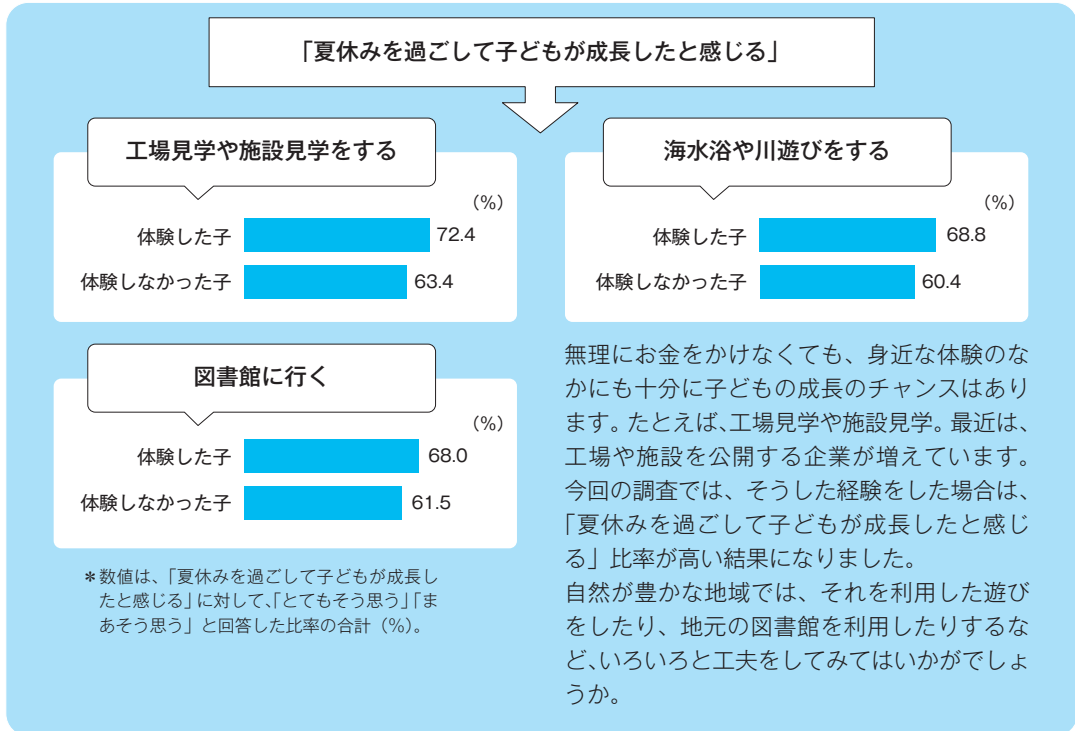 「夏休みを過ごして子どもが成長したと感じる」
工場見学や施設見学をする
(%)
体験した子 72.4
体験しなかった子 63.4
海水浴や川遊びをする
(%)
体験した子 68.8
体験しなかった子 60.4
図書館に行く
(%)
体験した子 68.0
体験しなかった子 61.5
＊数値は、「夏休みを過ごして子どもが成長し
たと感じる」に対して、「とてもそう思う」「ま
あそう思う」と回答した比率の合計（%）。
無理にお金をかけなくても、身近な体験のな
かにも十分に子どもの成長のチャンスはあり
ます。たとえば、工場見学や施設見学。最近は、
工場や施設を公開する企業が増えています。
今回の調査では、そうした経験をした場合は、
「夏休みを過ごして子どもが成長したと感じ
る」比率が高い結果になりました。
自然が豊かな地域では、それを利用した遊び
をしたり、地元の図書館を利用したりするな
ど、いろいろと工夫をしてみてはいかがでしょ
うか。